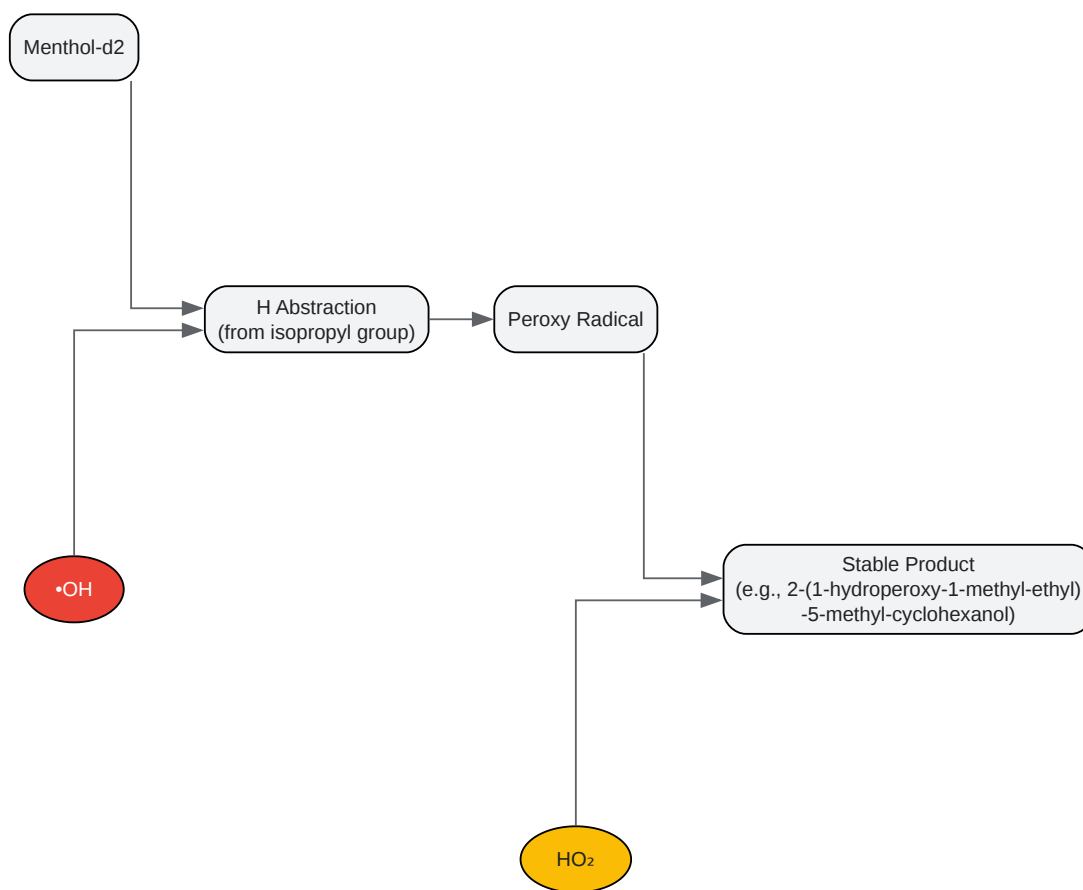 Menthol-d2
H Abstraction
(from isopropyl group)
Peroxy Radical
•OH
Stable Product
(e.g., 2-(1-hydroperoxy-1-methyl-ethyl)
-5-methyl-cyclohexanol)
HO₂